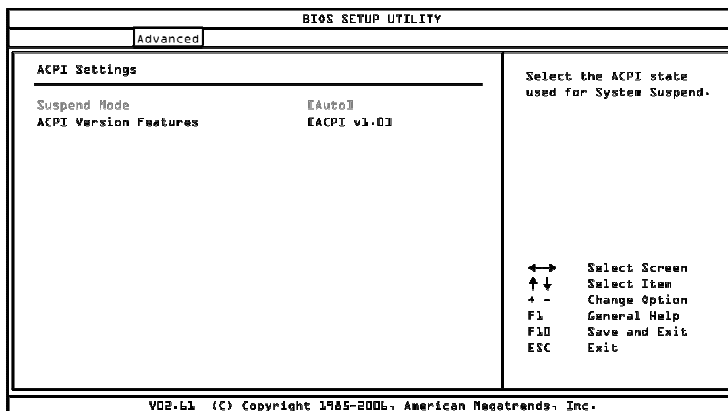 BIOS SETUP UTILITY
Advanced
ACPI Settings
Suspend Mode [Auto]
ACPI Version Features [ACPI v1.0]
Select the ACPI state
used for System Suspend.
←→ Select Screen
↑↓ Select Item
+ - Change Option
F1 General Help
F10 Save and Exit
ESC Exit
V02.61 (C) Copyright 1985-2006, American Megatrends, Inc.